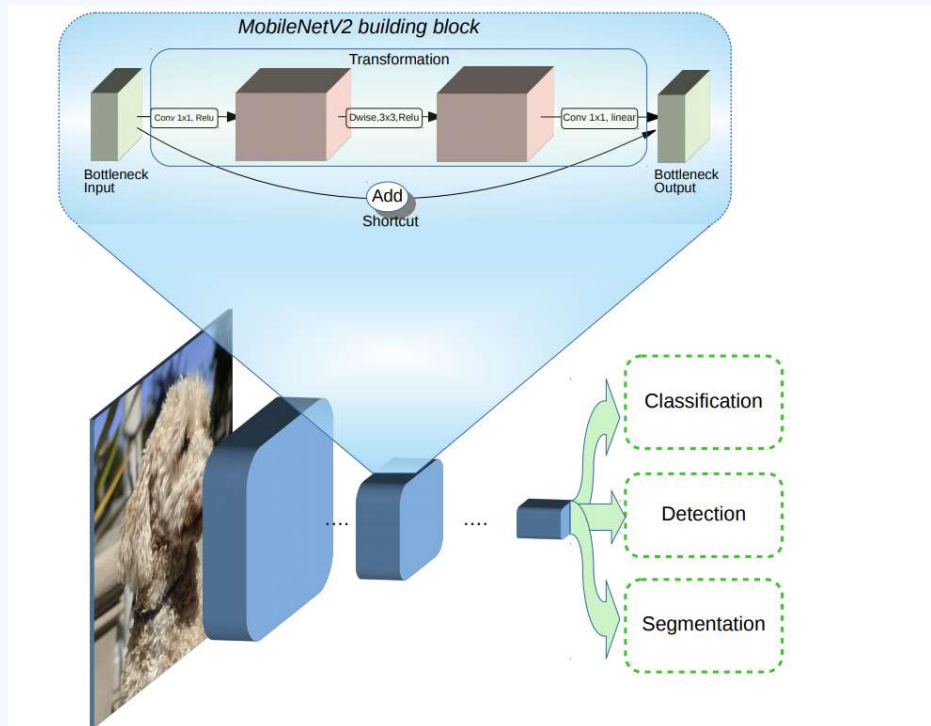 MobileNetV2 building block
Transformation
Conv 1x1, Relu
Dwise,3x3,Relu
Conv 1x1, linear
Bottleneck
Input
Bottleneck
Output
Add
Shortcut
Classification
....
....
Detection
Segmentation